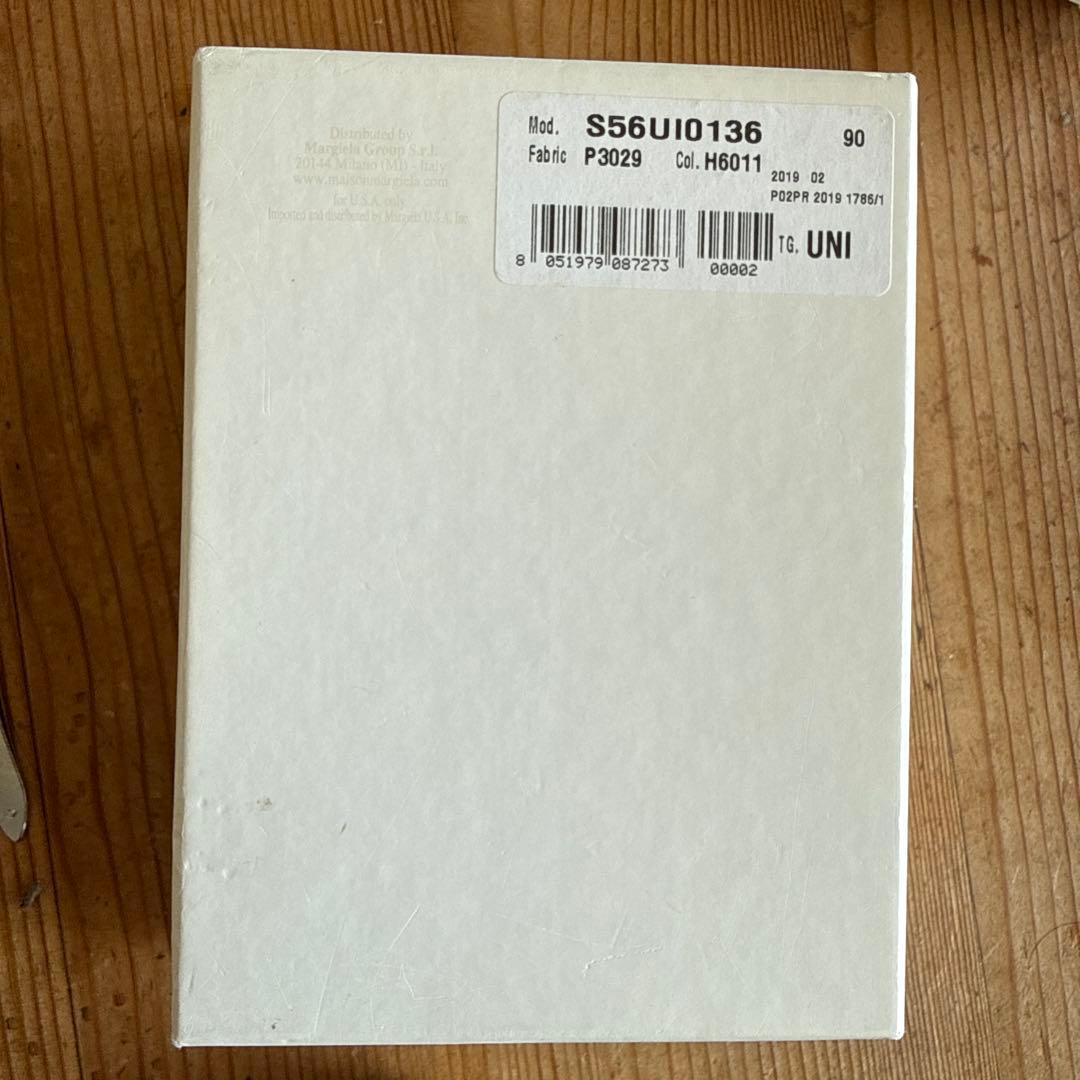 Distributed by
Margiela Group S.r.l.
20144 Milano (MI) - Italy
www.maisonmargiela.com
for U.S.A. only
Imported and distributed by Margiela U.S.A. Inc.
Mod. S56UI0136 90
Fabric P3029 Col. H6011
2019 02
P02PR 2019 1786/1
TG. UNI
8 051979 087273 00002